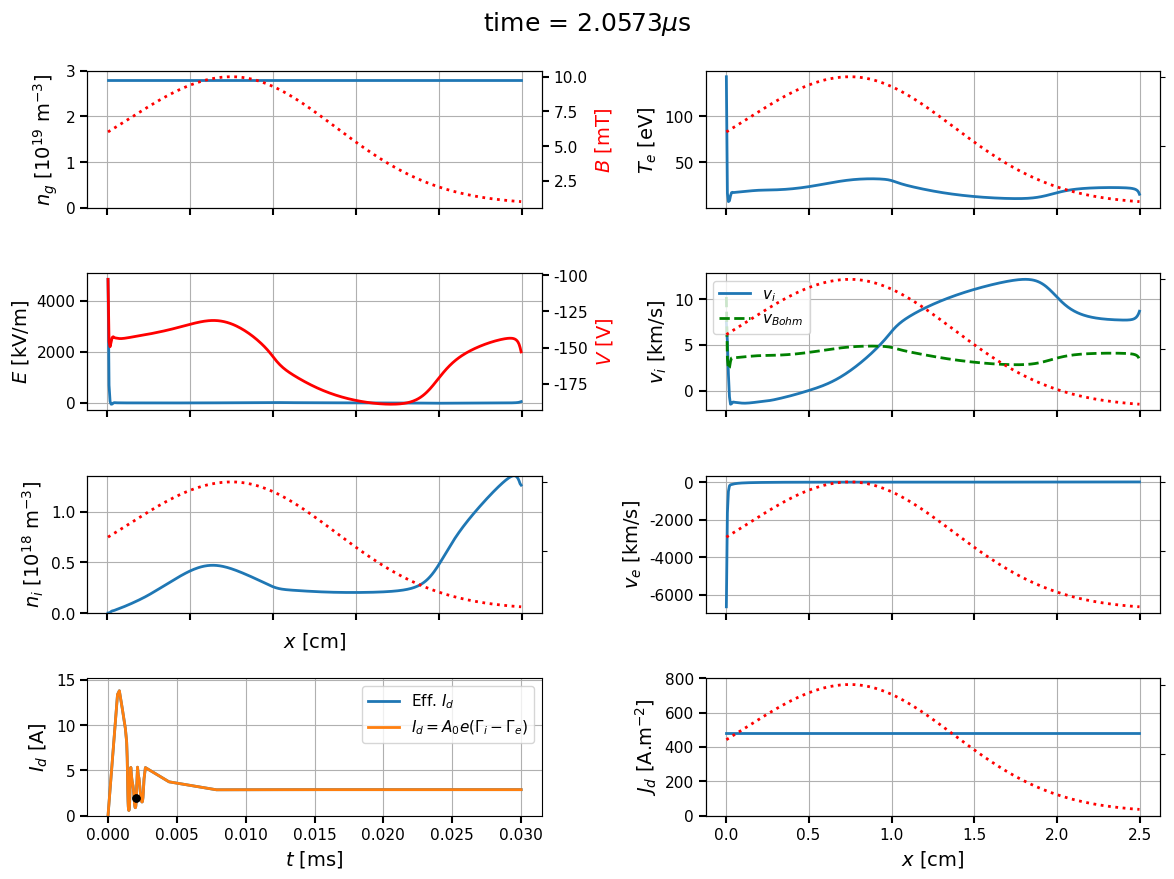 time = 2.0573μs
n_g [10^19 m^-3]
3
2
1
0
10.0
7.5
5.0
2.5
B [mT]
T_e [eV]
100
50
E [kV/m]
4000
2000
0
-100
-125
-150
-175
V [V]
v_i [km/s]
10
5
0
v_i
v_Bohm
n_i [10^18 m^-3]
1.0
0.5
0.0
x [cm]
v_e [km/s]
0
-2000
-4000
-6000
I_d [A]
15
10
5
0
Eff. I_d
I_d = A_0e(Γ_i − Γ_e)
0.000 0.005 0.010 0.015 0.020 0.025 0.030
t [ms]
J_d [A.m^-2]
800
600
400
200
0
0.0 0.5 1.0 1.5 2.0 2.5
x [cm]